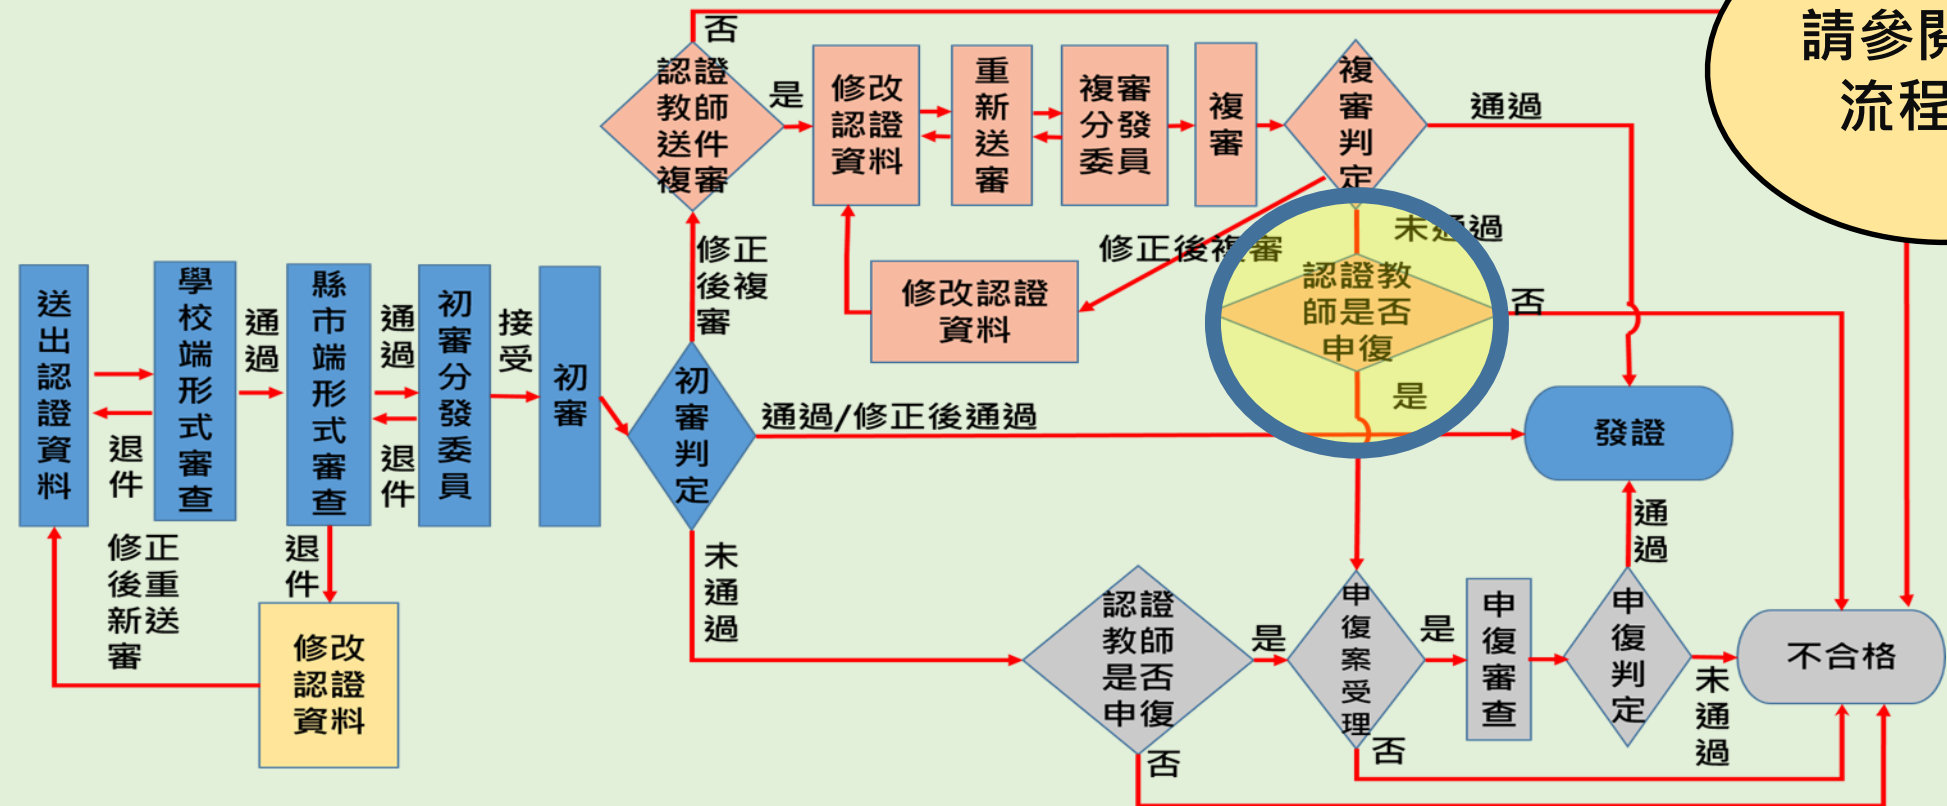 否
認證
教師
送件
複審
是
修改
認證
資料
重新送審
複審
分發
委員
複審
複審判定
通過
請參閱
流程
修正
後複
審
修正後複審
修改認證
資料
未通過
認證教
師是否
申復
否
是
送出認證資料
學校端形式審查
通過
退件
縣市端形式審查
通過
退件
初審分發委員
接受
初審
初審判定
通過/修正後通過
發證
修正
後重
新送
審
退件
修改
認證
資料
未通過
認證
教師
是否
申復
是
否
申復案受理
是
否
申復審查
申復判定
通過
未通過
不合格